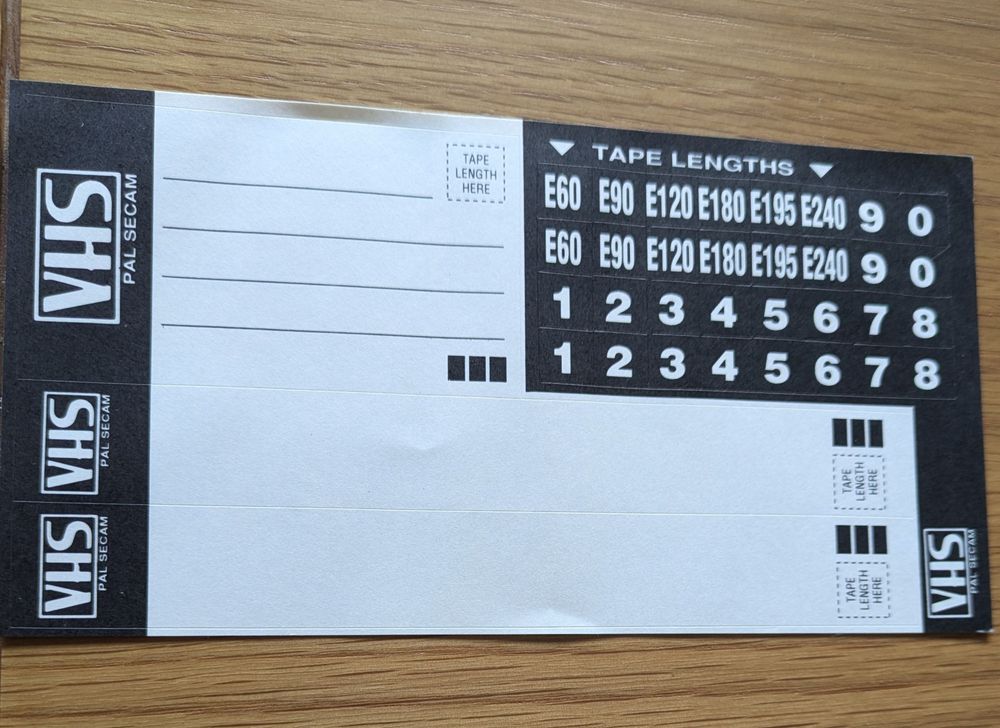 VHS
PAL SECAM
TAPE
LENGTH
HERE
TAPE LENGTHS
E60 E90 E120 E180 E195 E240 9 0
E60 E90 E120 E180 E195 E240 9 0
1 2 3 4 5 6 7 8
1 2 3 4 5 6 7 8
VHS
PAL SECAM
TAPE
LENGTH
HERE
VHS
PAL SECAM
TAPE
LENGTH
HERE
VHS
PAL SECAM